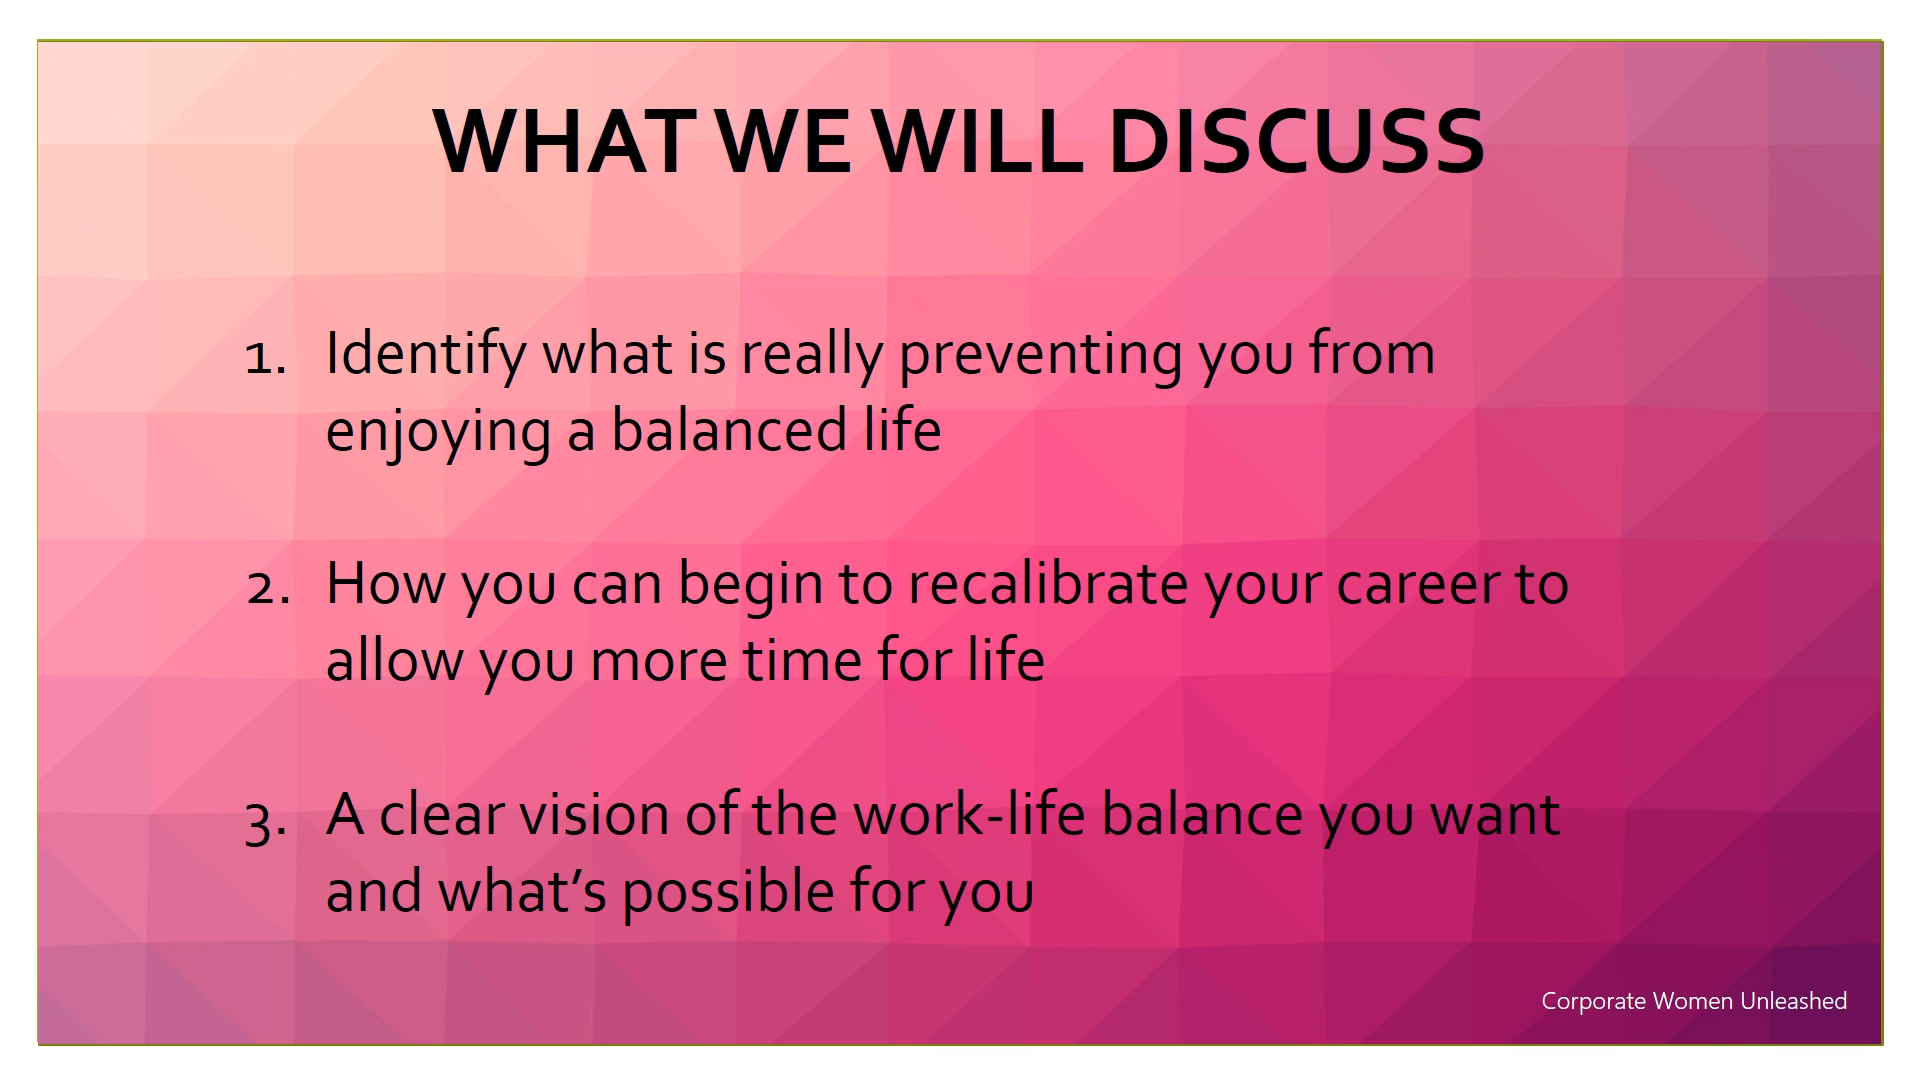 WHAT WE WILL DISCUSS
1. Identify what is really preventing you from
enjoying a balanced life
2. How you can begin to recalibrate your career to
allow you more time for life
3. A clear vision of the work-life balance you want
and what’s possible for you
Corporate Women Unleashed